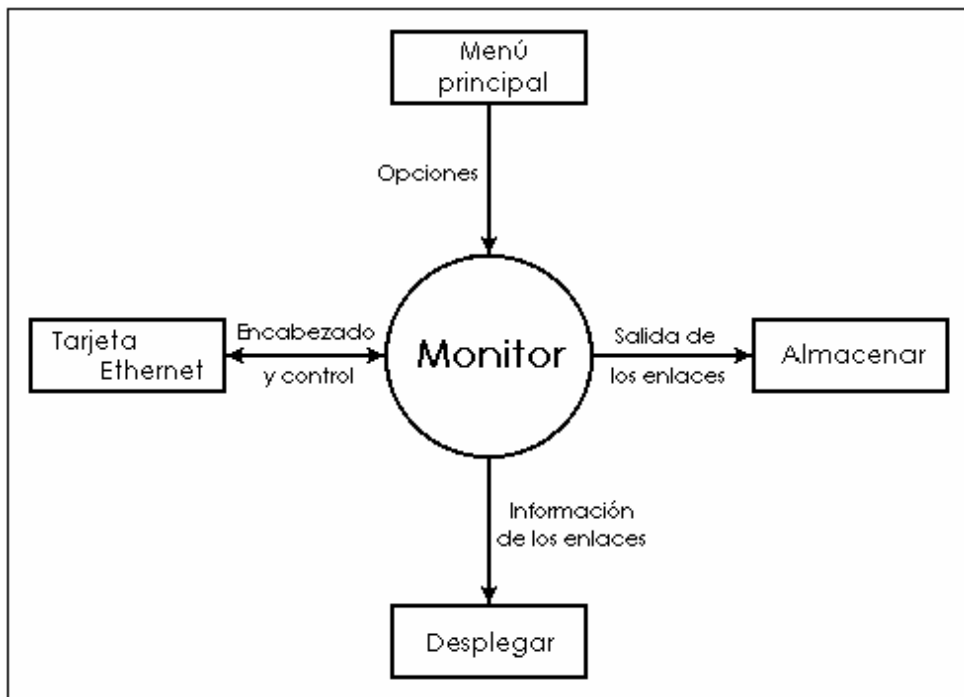 Menú
principal
Opciones
Tarjeta
Ethernet
Encabezado
y control
Monitor
Salida de
los enlaces
Almacenar
Información
de los enlaces
Desplegar